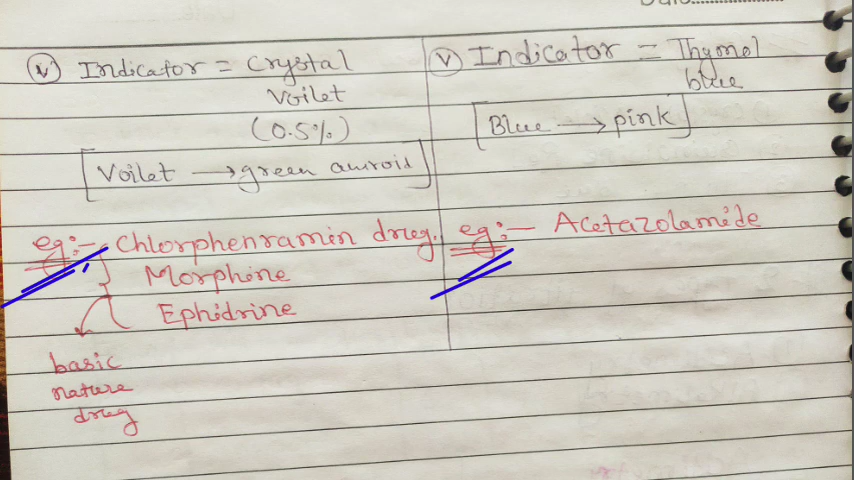 Date
(v) Indicator = Crystal
Voilet
(0.5%)
[Voilet → green
eg:- Chlorphenramin drug.
Morphine
Ephidrine
basic
nature
drug
(v) Indicator = Thymol
blue
[Blue → pink]
eg:- Acetazolamide